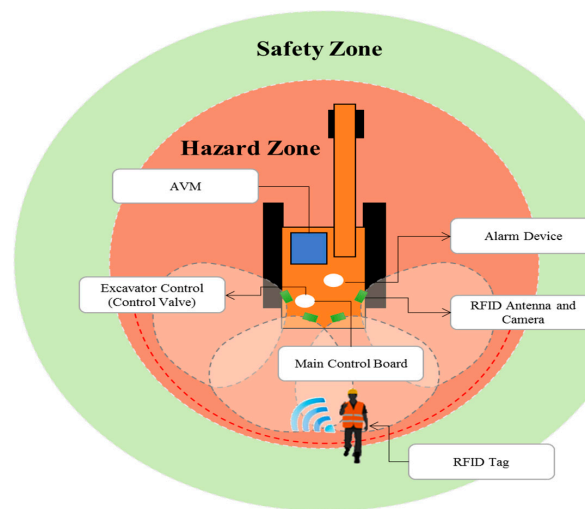 Safety Zone
Hazard Zone
AVM
Alarm Device
Excavator Control
(Control Valve)
RFID Antenna and
Camera
Main Control Board
RFID Tag